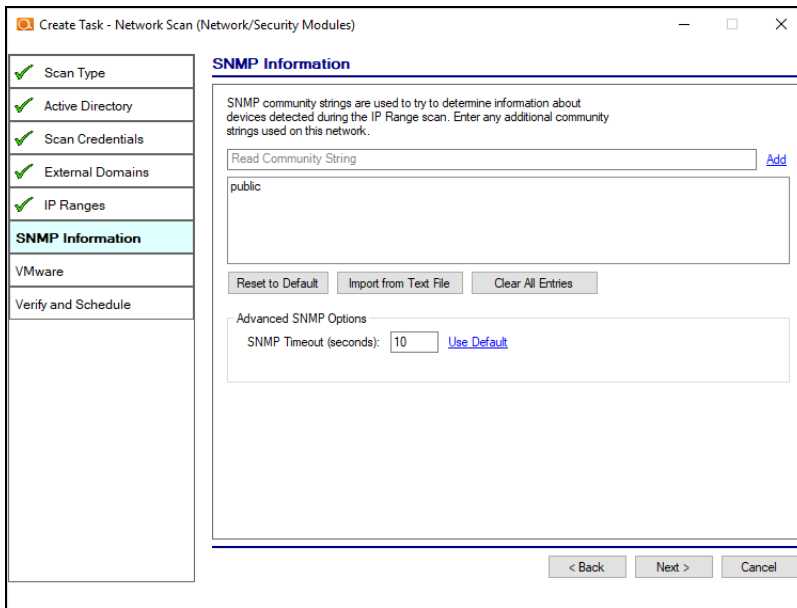 Create Task - Network Scan (Network/Security Modules)
Scan Type
Active Directory
Scan Credentials
External Domains
IP Ranges
SNMP Information
VMware
Verify and Schedule
SNMP Information
SNMP community strings are used to try to determine information about
devices detected during the IP Range scan. Enter any additional community
strings used on this network.
Read Community String Add
public
Reset to Default Import from Text File Clear All Entries
Advanced SNMP Options
SNMP Timeout (seconds): 10 Use Default
< Back Next > Cancel